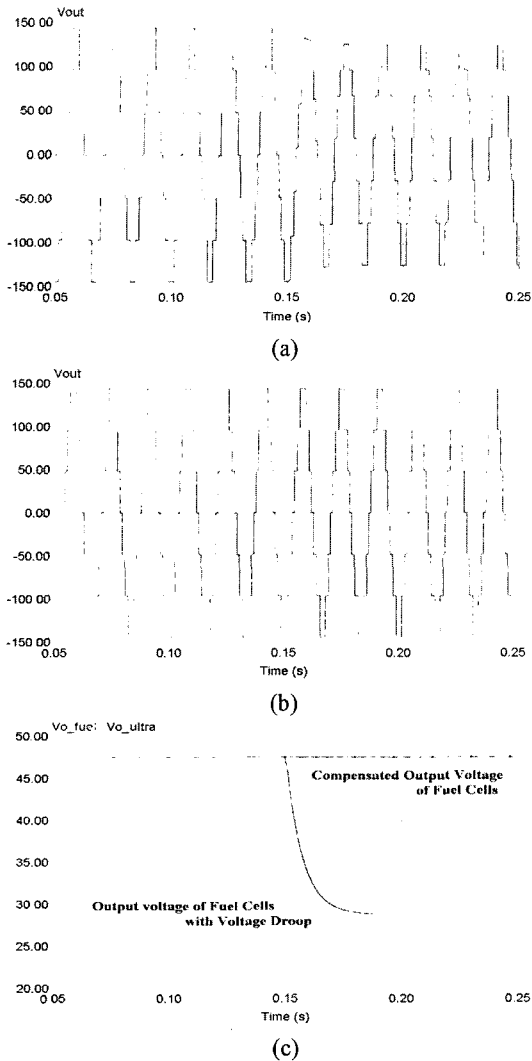 Vout
150.00
100.00
50.00
0 00
-50.00
-100.00
-150.00
0.05 0.10 0.15 0.20 0.25
Time (s)
(a)
Vout
150.00
100.00
50.00
0.00
-50.00
-100 00
-150.00
0.05 0.10 0.15 0.20 0.25
Time (s)
(b)
Vo_fuel Vo_ultra
50.00
45.00
40.00
35.00
30.00
25.00
20.00
Compensated Output Voltage
of Fuel Cells
Output voltage of Fuel Cells
with Voltage Droop
0.05 0.10 0.15 0.20 0.25
Time (s)
(c)